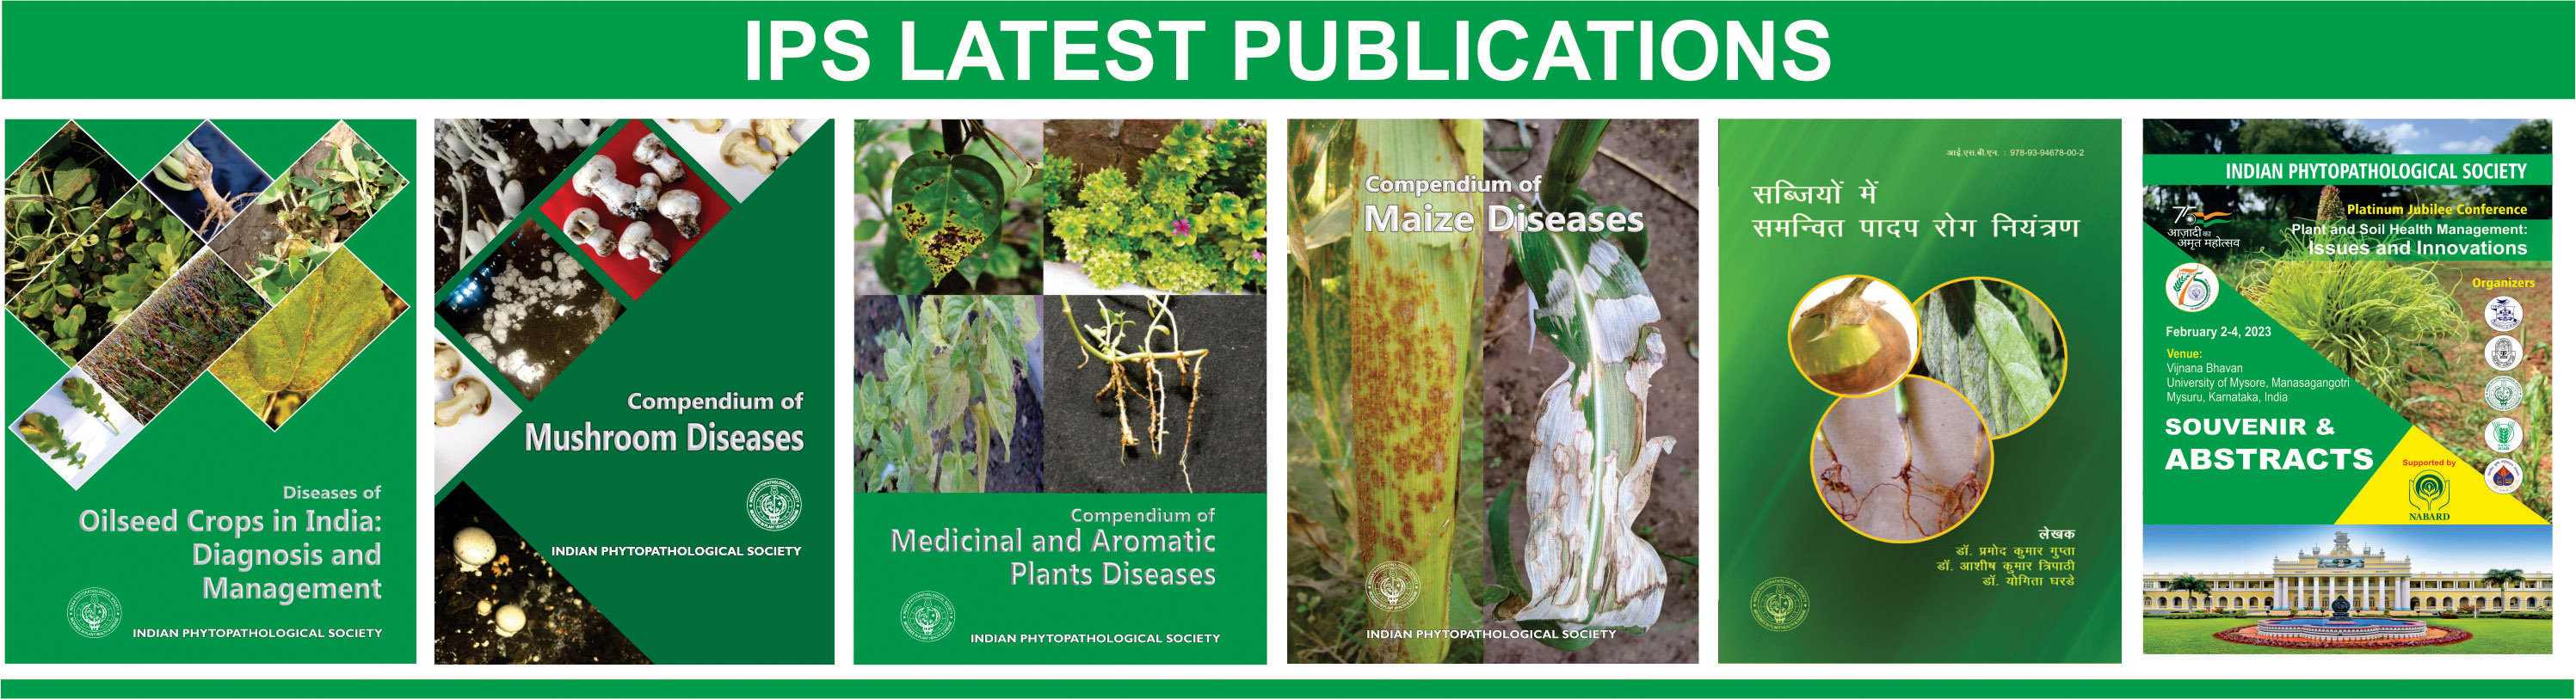 IPS LATEST PUBLICATIONS
Diseases of
Oilseed Crops in India:
Diagnosis and
Management
INDIAN PHYTOPATHOLOGICAL SOCIETY
Compendium of
Mushroom Diseases
INDIAN PHYTOPATHOLOGICAL SOCIETY
Compendium of
Medicinal and Aromatic
Plants Diseases
INDIAN PHYTOPATHOLOGICAL SOCIETY
Compendium of
Maize Diseases
INDIAN PHYTOPATHOLOGICAL SOCIETY
आई.एस.बी.एन. : 978-93-94678-00-2
सब्जियों में
समन्वित पादप रोग नियंत्रण
लेखक
डॉ. प्रमोद कुमार गुप्ता
डॉ. आशीष कुमार त्रिपाठी
डॉ. योगिता घरडे
INDIAN PHYTOPATHOLOGICAL SOCIETY
Platinum Jubilee Conference
Plant and Soil Health Management:
Issues and Innovations
75
आज़ादी का
अमृत महोत्सव
75
Organizers
February 2-4, 2023
Venue:
Vijnana Bhavan
University of Mysore, Manasagangotri
Mysuru, Karnataka, India
SOUVENIR &
ABSTRACTS
Supported by
NABARD